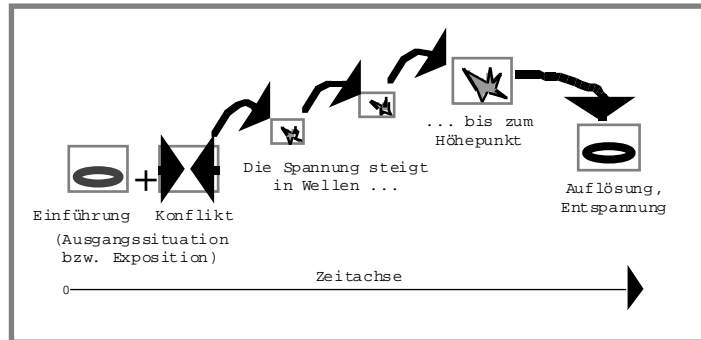 ... bis zum
Höhepunkt
Die Spannung steigt
in Wellen ...
+
Auflösung,
Entspannung
Einführung Konflikt
(Ausgangssituation
bzw. Exposition)
Zeitachse
0